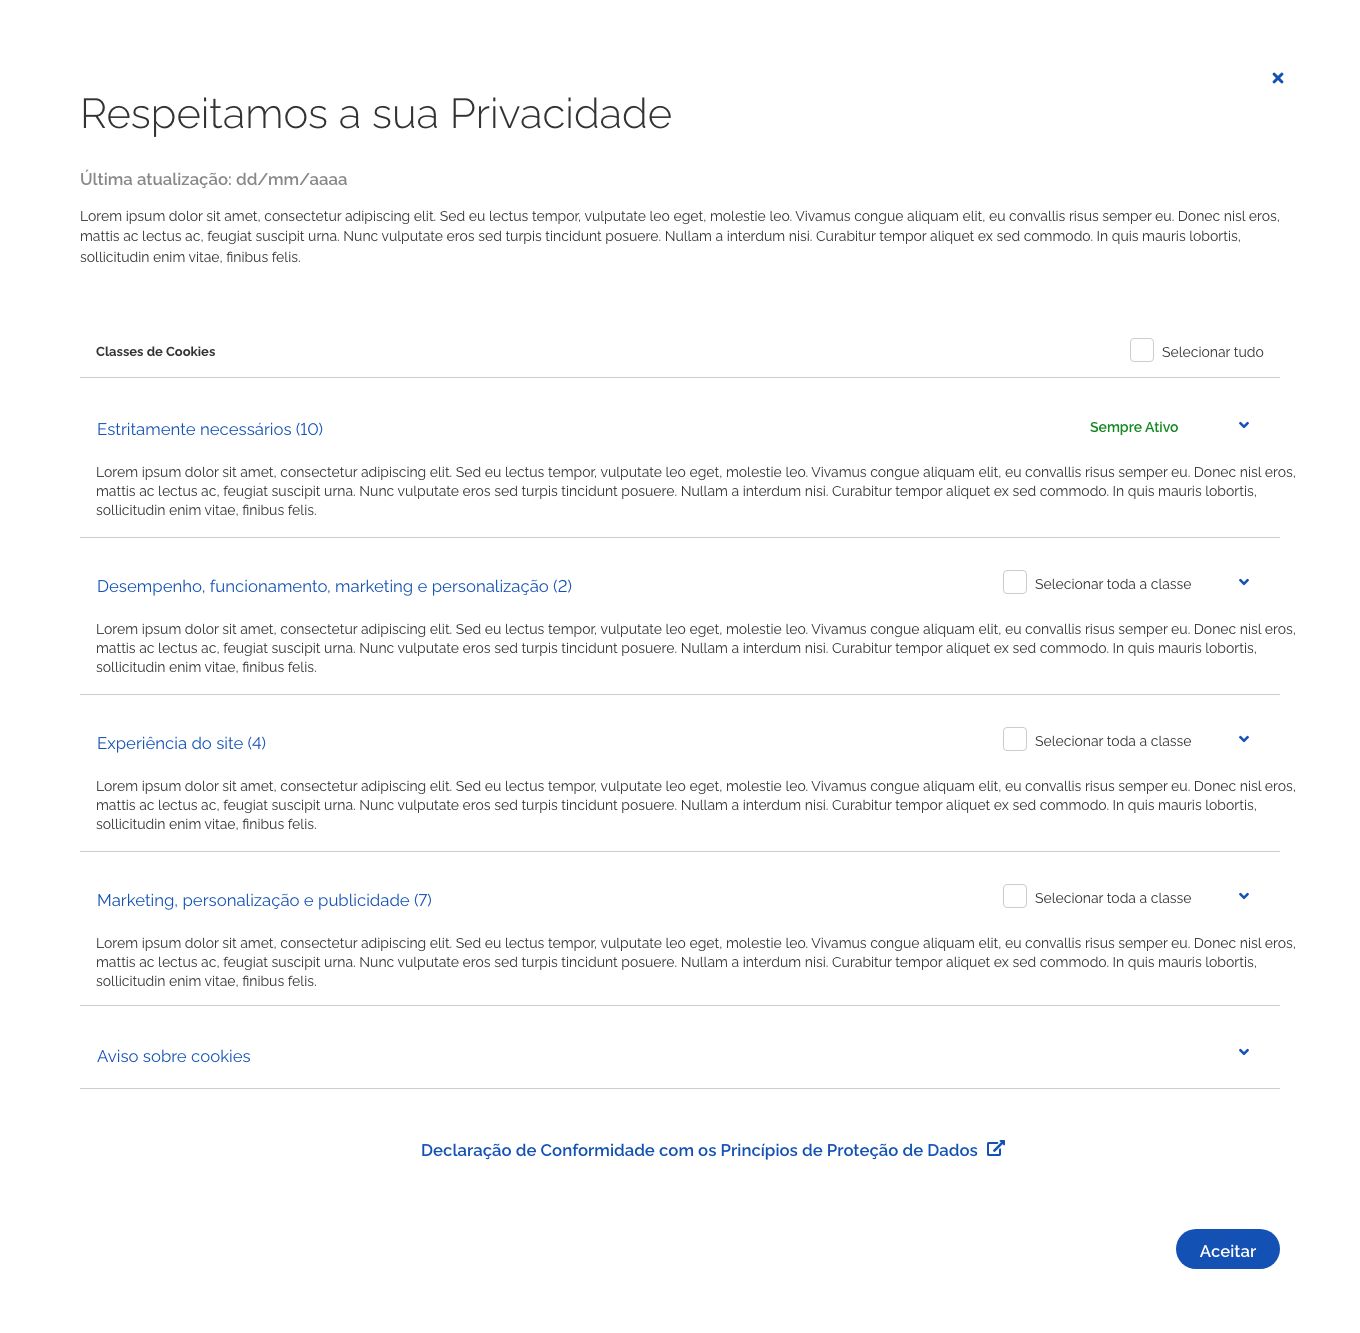 Respeitamos a sua Privacidade
Última atualização: dd/mm/aaaa
Lorem ipsum dolor sit amet, consectetur adipiscing elit. Sed eu lectus tempor, vulputate leo eget, molestie leo. Vivamus congue aliquam elit, eu convallis risus semper eu. Donec nisl eros,
mattis ac lectus ac, feugiat suscipit urna. Nunc vulputate eros sed turpis tincidunt posuere. Nullam a interdum nisi. Curabitur tempor aliquet ex sed commodo. In quis mauris lobortis,
sollicitudin enim vitae, finibus felis.
Classes de Cookies
Selecionar tudo
Estritamente necessários (10)
Sempre Ativo
Lorem ipsum dolor sit amet, consectetur adipiscing elit. Sed eu lectus tempor, vulputate leo eget, molestie leo. Vivamus congue aliquam elit, eu convallis risus semper eu. Donec nisl eros,
mattis ac lectus ac, feugiat suscipit urna. Nunc vulputate eros sed turpis tincidunt posuere. Nullam a interdum nisi. Curabitur tempor aliquet ex sed commodo. In quis mauris lobortis,
sollicitudin enim vitae, finibus felis.
Desempenho, funcionamento, marketing e personalização (2)
Selecionar toda a classe
Lorem ipsum dolor sit amet, consectetur adipiscing elit. Sed eu lectus tempor, vulputate leo eget, molestie leo. Vivamus congue aliquam elit, eu convallis risus semper eu. Donec nisl eros,
mattis ac lectus ac, feugiat suscipit urna. Nunc vulputate eros sed turpis tincidunt posuere. Nullam a interdum nisi. Curabitur tempor aliquet ex sed commodo. In quis mauris lobortis,
sollicitudin enim vitae, finibus felis.
Experiência do site (4)
Selecionar toda a classe
Lorem ipsum dolor sit amet, consectetur adipiscing elit. Sed eu lectus tempor, vulputate leo eget, molestie leo. Vivamus congue aliquam elit, eu convallis risus semper eu. Donec nisl eros,
mattis ac lectus ac, feugiat suscipit urna. Nunc vulputate eros sed turpis tincidunt posuere. Nullam a interdum nisi. Curabitur tempor aliquet ex sed commodo. In quis mauris lobortis,
sollicitudin enim vitae, finibus felis.
Marketing, personalização e publicidade (7)
Selecionar toda a classe
Lorem ipsum dolor sit amet, consectetur adipiscing elit. Sed eu lectus tempor, vulputate leo eget, molestie leo. Vivamus congue aliquam elit, eu convallis risus semper eu. Donec nisl eros,
mattis ac lectus ac, feugiat suscipit urna. Nunc vulputate eros sed turpis tincidunt posuere. Nullam a interdum nisi. Curabitur tempor aliquet ex sed commodo. In quis mauris lobortis,
sollicitudin enim vitae, finibus felis.
Aviso sobre cookies
Declaração de Conformidade com os Princípios de Proteção de Dados
Aceitar